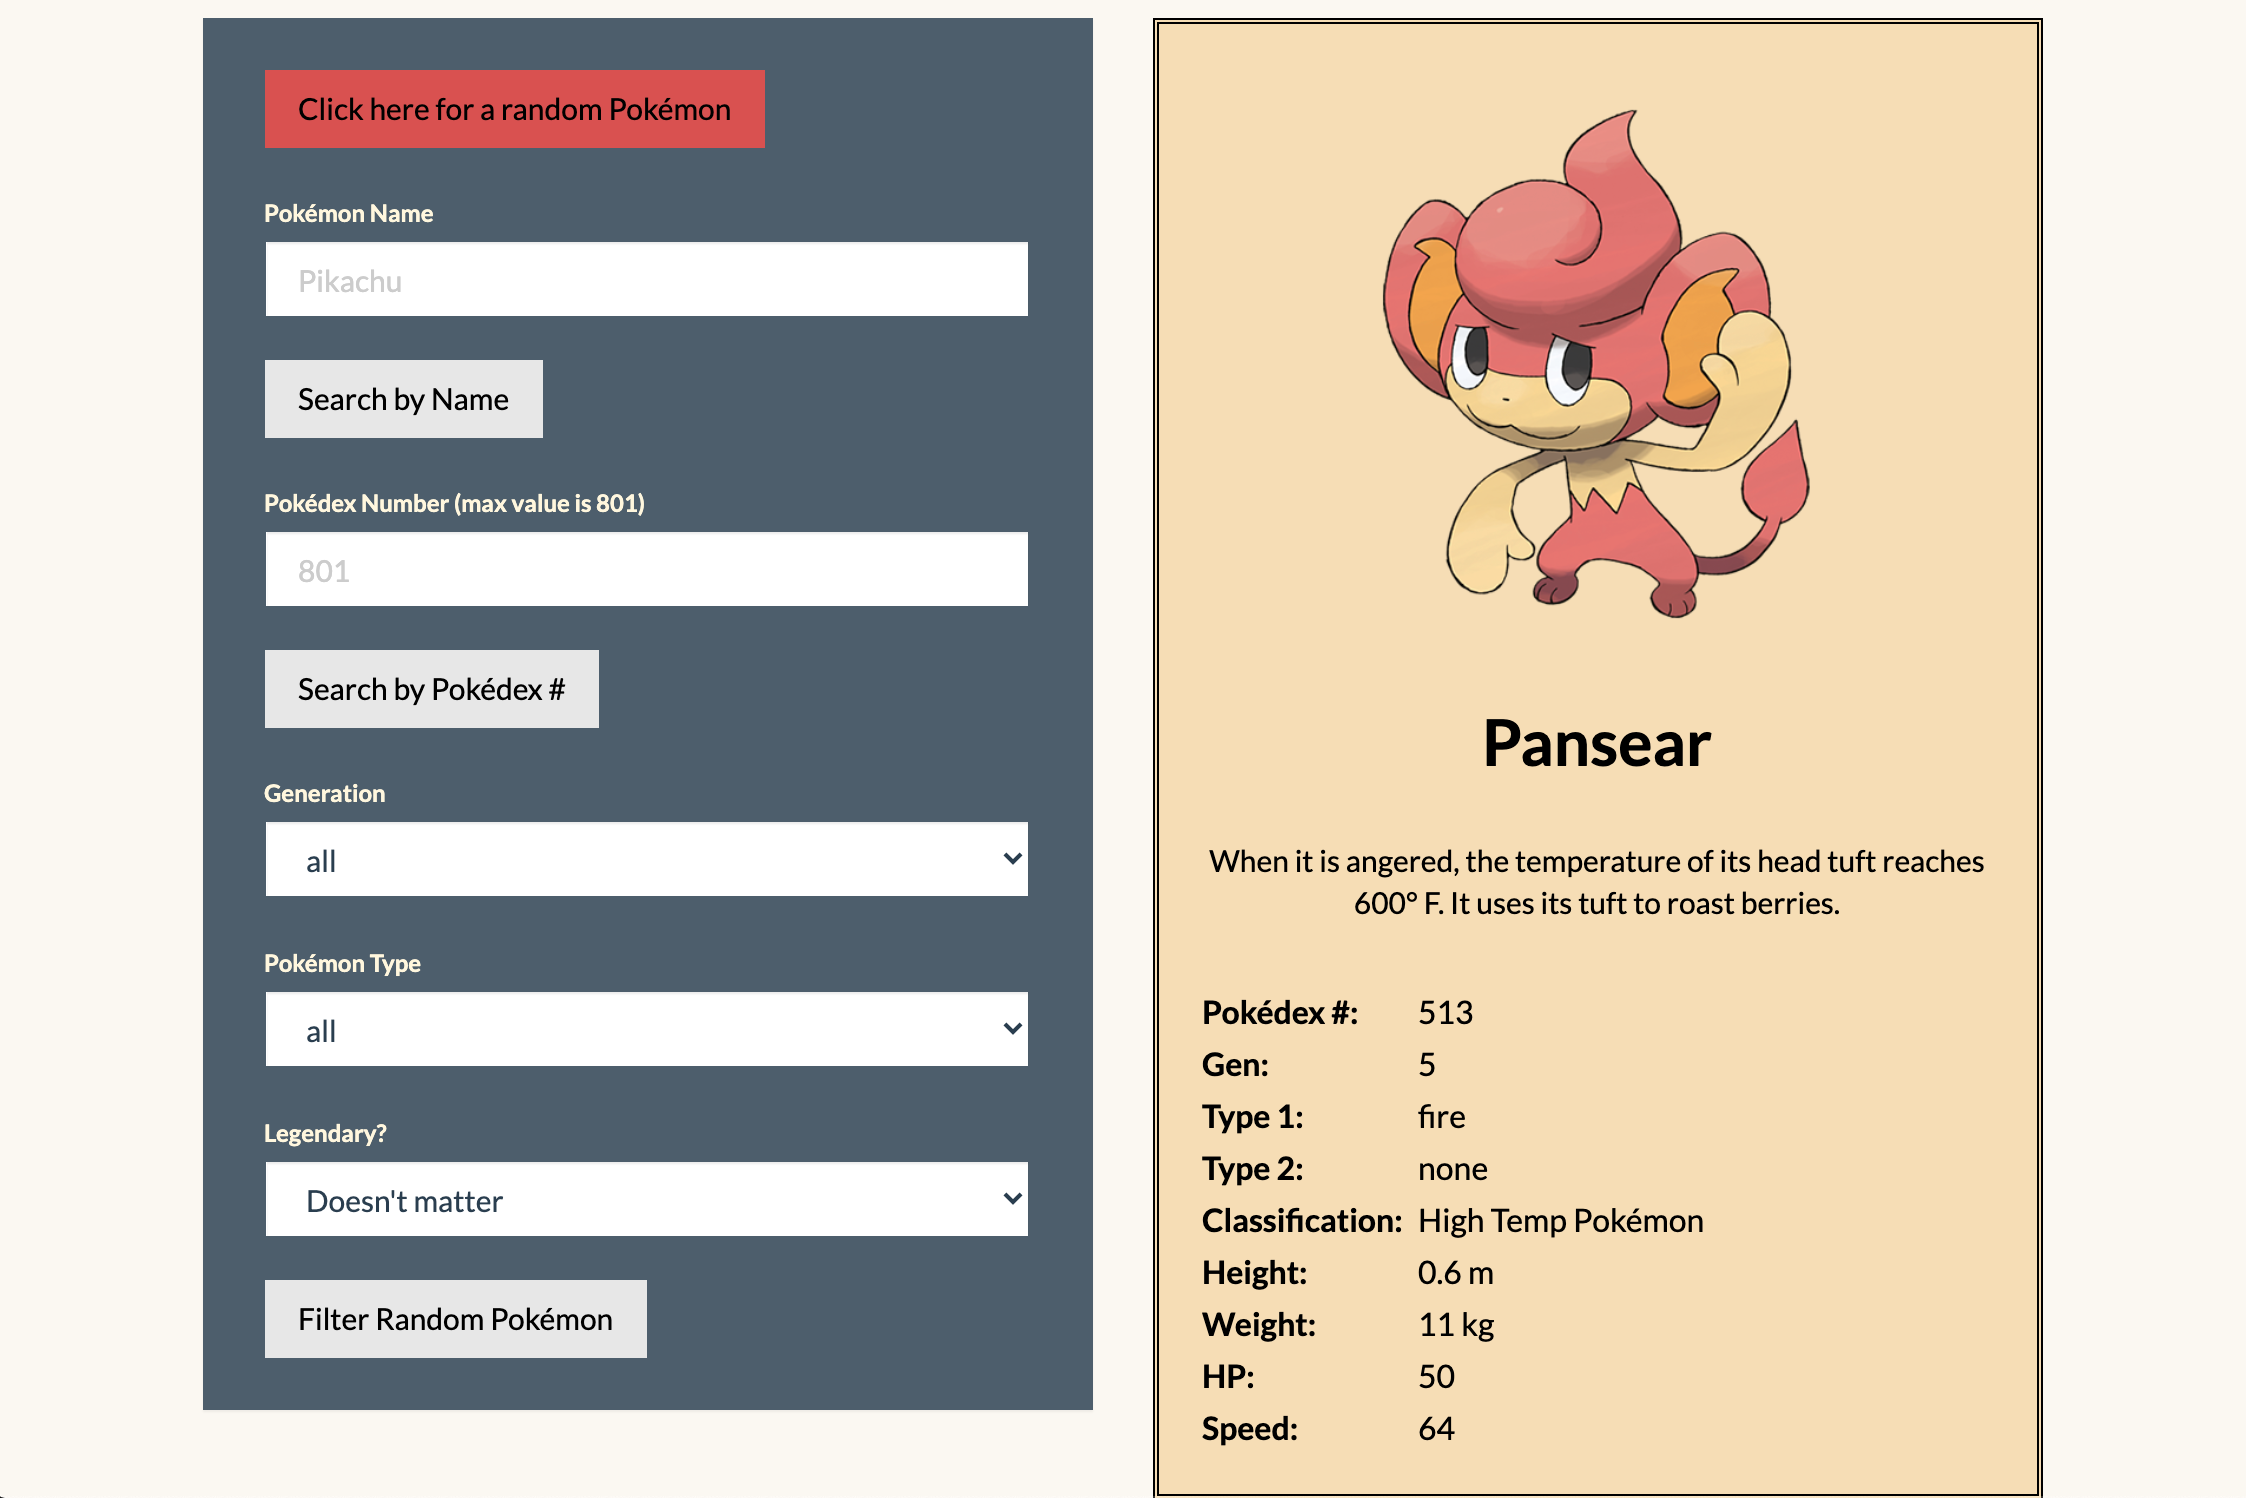 Click here for a random Pokémon
Pokémon Name
Pikachu
Search by Name
Pokédex Number (max value is 801)
801
Search by Pokédex #
Generation
all
Pokémon Type
all
Legendary?
Doesn't matter
Filter Random Pokémon
Pansear
When it is angered, the temperature of its head tuft reaches
600° F. It uses its tuft to roast berries.
Pokédex #: 513
Gen: 5
Type 1: fire
Type 2: none
Classification: High Temp Pokémon
Height: 0.6 m
Weight: 11 kg
HP: 50
Speed: 64